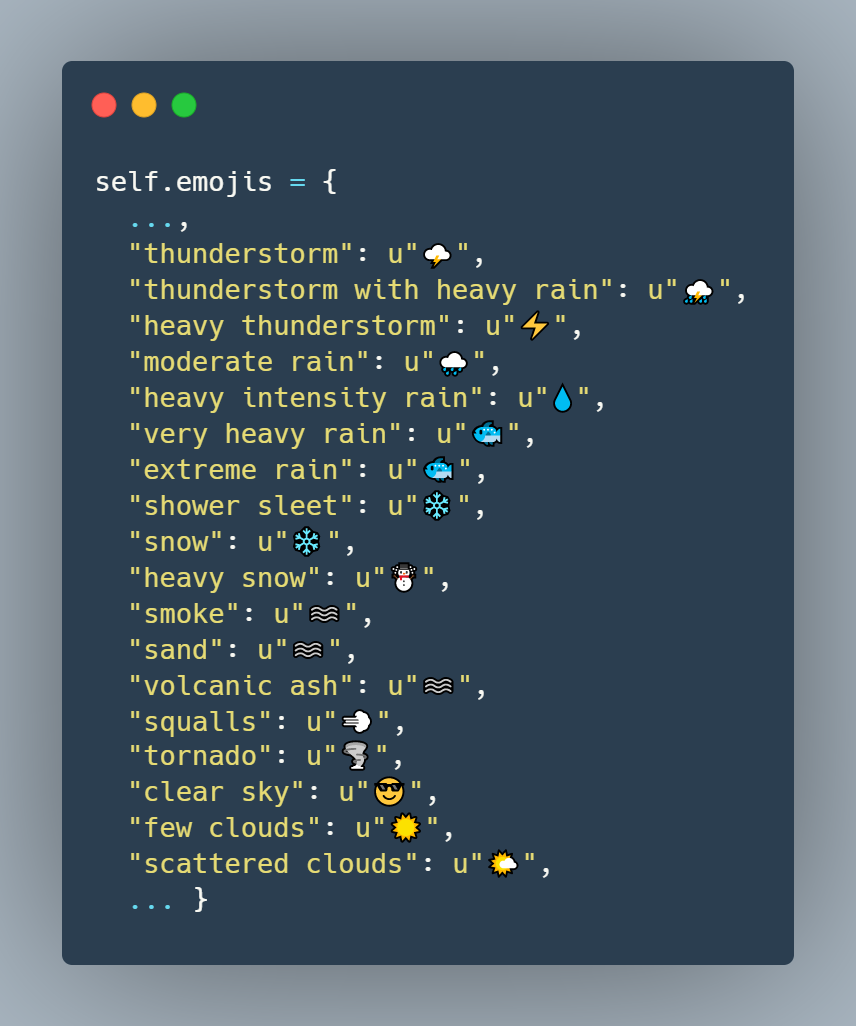 self.emojis = {
  ...,
  "thunderstorm": u"🌩️",
  "thunderstorm with heavy rain": u"⛈️",
  "heavy thunderstorm": u"⚡",
  "moderate rain": u"🌧️",
  "heavy intensity rain": u"💧",
  "very heavy rain": u"🐟",
  "extreme rain": u"🐟",
  "shower sleet": u"❄️",
  "snow": u"❄️",
  "heavy snow": u"☃️",
  "smoke": u"🌫️",
  "sand": u"🌫️",
  "volcanic ash": u"🌫️",
  "squalls": u"💨",
  "tornado": u"🌪️",
  "clear sky": u"😎",
  "few clouds": u"☀️",
  "scattered clouds": u"🌤️",
  ... }